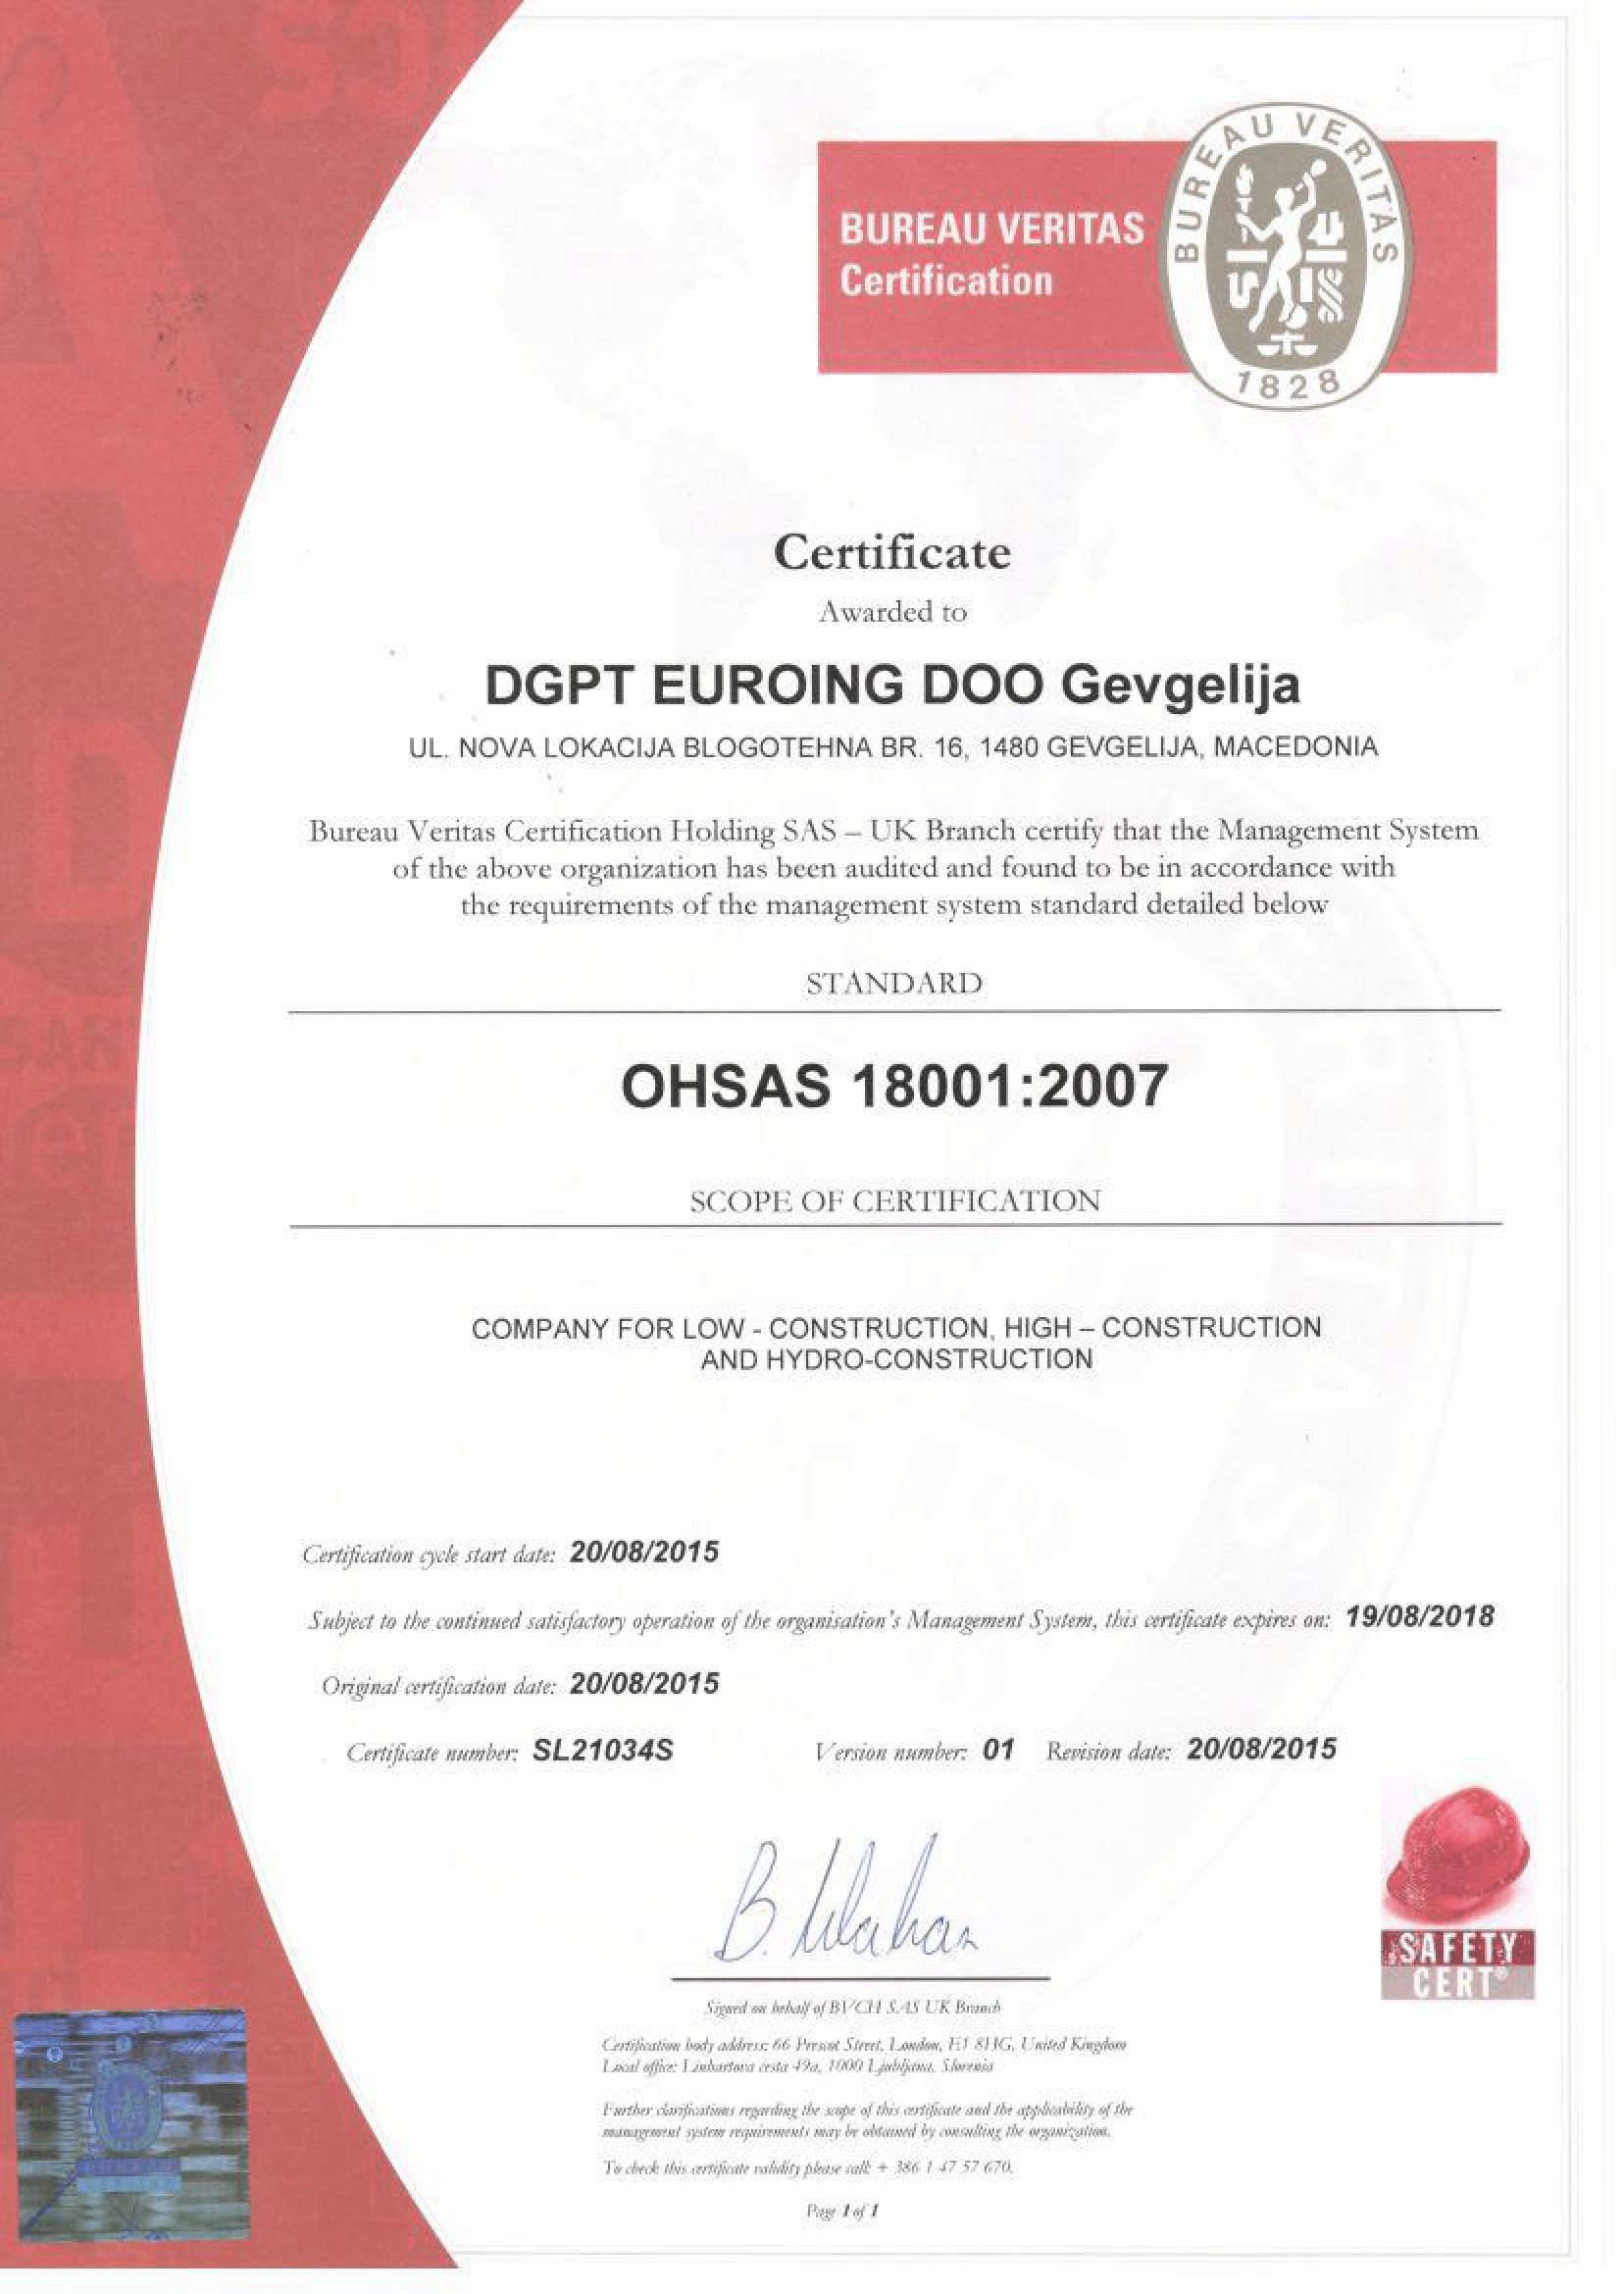 BUREAU VERITAS
Certification
BUREAU VERITAS
1828
Certificate
Awarded to
DGPT EUROING DOO Gevgelija
UL. NOVA LOKACIJA BLOGOTEHNA BR. 16, 1480 GEVGELIJA, MACEDONIA
Bureau Veritas Certification Holding SAS – UK Branch certify that the Management System
of the above organization has been audited and found to be in accordance with
the requirements of the management system standard detailed below
STANDARD
OHSAS 18001:2007
SCOPE OF CERTIFICATION
COMPANY FOR LOW - CONSTRUCTION, HIGH – CONSTRUCTION
AND HYDRO-CONSTRUCTION
Certification cycle start date: 20/08/2015
Subject to the continued satisfactory operation of the organisation's Management System, this certificate expires on: 19/08/2018
Original certification date: 20/08/2015
Certificate number: SL21034S Version number: 01 Revision date: 20/08/2015
SAFETY
CERT®
Signed on behalf of BVCH SAS UK Branch
Certification body address: 66 Prescot Street, London, E1 8HG, United Kingdom
Local office: Linhartova cesta 49a, 1000 Ljubljana, Slovenia
Further clarifications regarding the scope of this certificate and the applicability of the
management system requirements may be obtained by consulting the organization.
To check this certificate validity please call: + 386 1 47 57 670.
Page 1 of 1